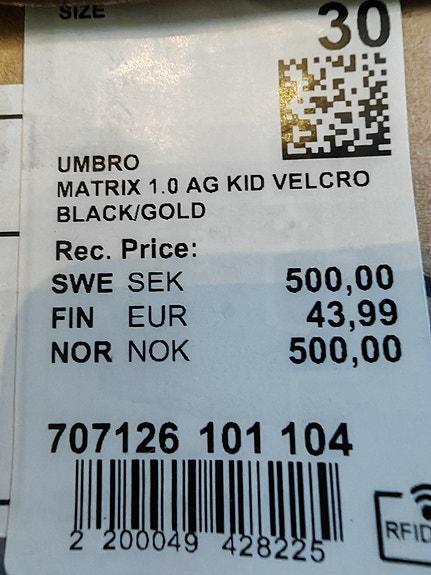 SIZE 30
UMBRO
MATRIX 1.0 AG KID VELCRO
BLACK/GOLD
Rec. Price:
SWE SEK 500,00
FIN EUR 43,99
NOR NOK 500,00
707126 101 104
2 200049 428225
RFID